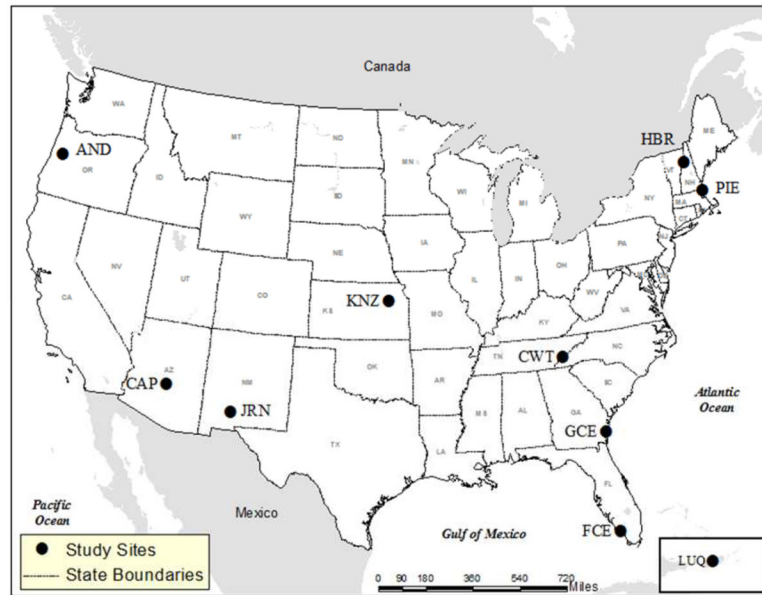 Canada
WA
MT
ND
ME
HBR
AND
OR
ID
MN
VT
NH
PIE
SD
WI
MI
NY
MA
WY
CT
IA
PA
NJ
NE
NV
UT
CO
IL
IN
OH
WV
CA
KS
KNZ
MO
KY
VA
TN
CWT
NC
AZ
NM
OK
AR
SC
CAP
JRN
MS
AL
GA
Atlantic
Ocean
TX
LA
GCE
FL
Pacific
Ocean
Mexico
Gulf of Mexico
FCE
Study Sites
State Boundaries
LUQ
0 90 180 360 540 720
Miles